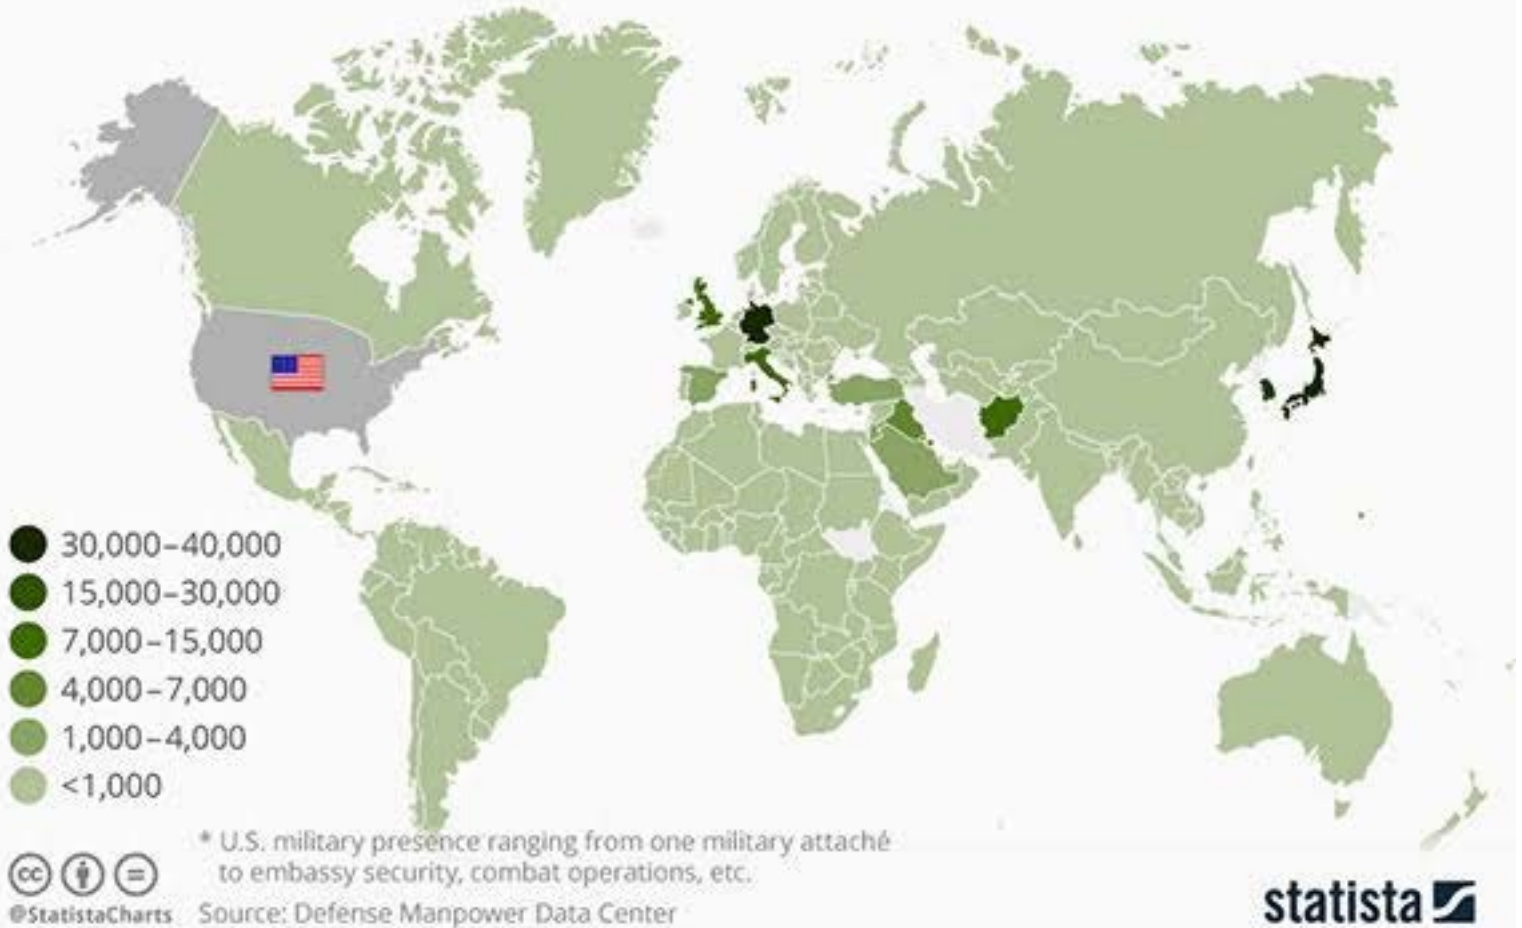 30,000–40,000
15,000–30,000
7,000–15,000
4,000–7,000
1,000–4,000
<1,000
* U.S. military presence ranging from one military attaché
to embassy security, combat operations, etc.
cc
@StatistaCharts Source: Defense Manpower Data Center
statista